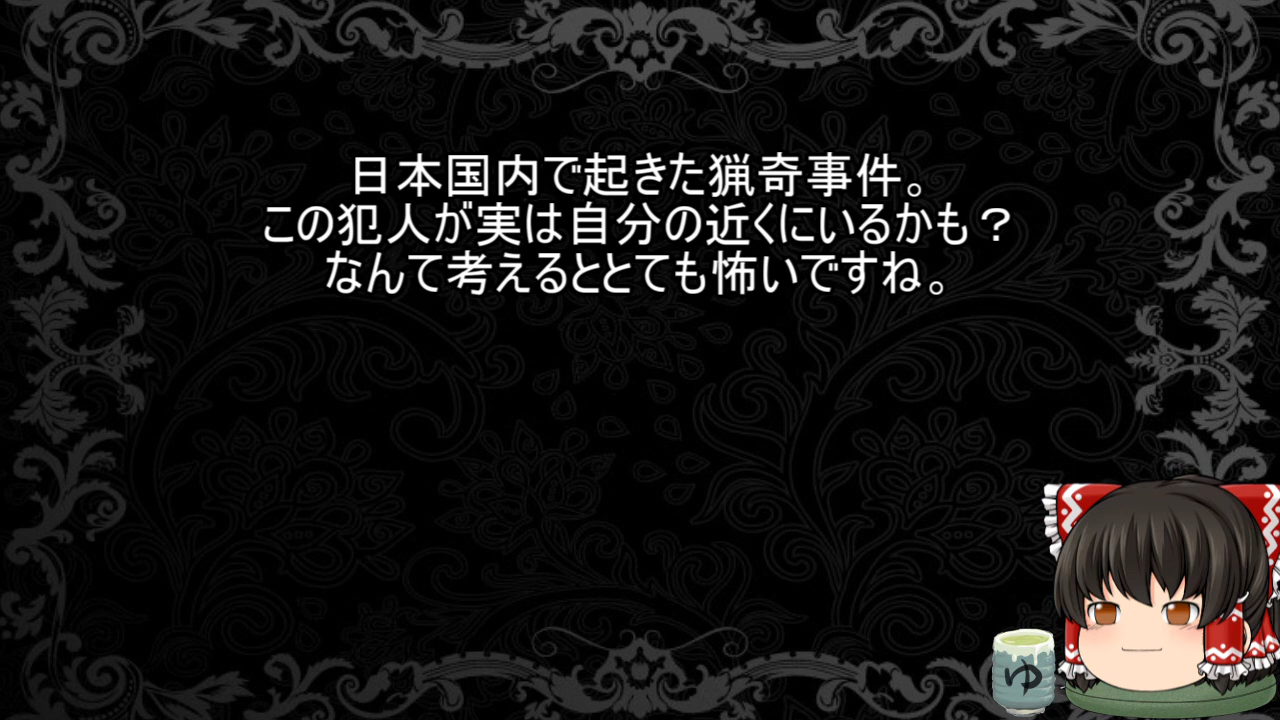 日本国内で起きた猟奇事件。
この犯人が実は自分の近くにいるかも？
なんて考えるととても怖いですね。
ゆ